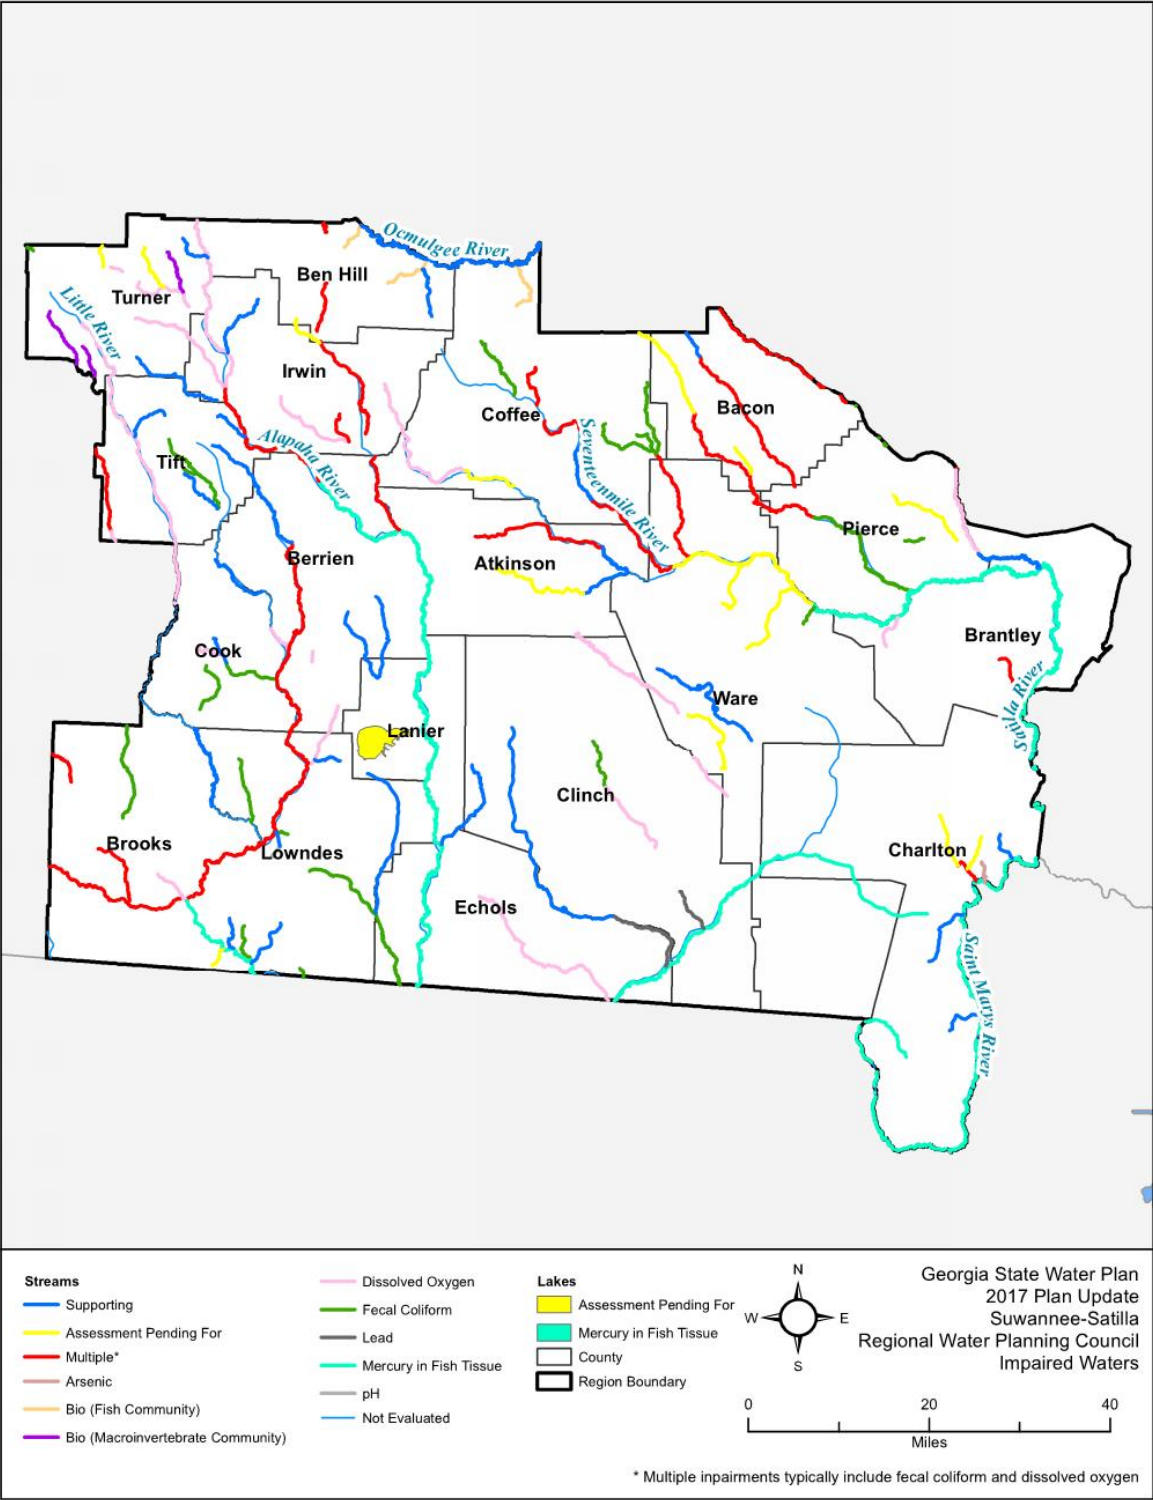 Ocmulgee River
Ben Hill
Turner
Little River
Irwin
Coffee
Bacon
Seventeenmile River
Alapaha River
Tift
Pierce
Berrien
Atkinson
Brantley
Cook
Ware
Satilla River
Lanier
Clinch
Brooks
Lowndes
Charlton
Echols
Saint Marys River
Streams
Supporting
Assessment Pending For
Multiple*
Arsenic
Bio (Fish Community)
Bio (Macroinvertebrate Community)
Dissolved Oxygen
Fecal Coliform
Lead
Mercury in Fish Tissue
pH
Not Evaluated
Lakes
Assessment Pending For
Mercury in Fish Tissue
County
Region Boundary
N
W E
S
Georgia State Water Plan
2017 Plan Update
Suwannee-Satilla
Regional Water Planning Council
Impaired Waters
0 20 40
Miles
* Multiple inpairments typically include fecal coliform and dissolved oxygen